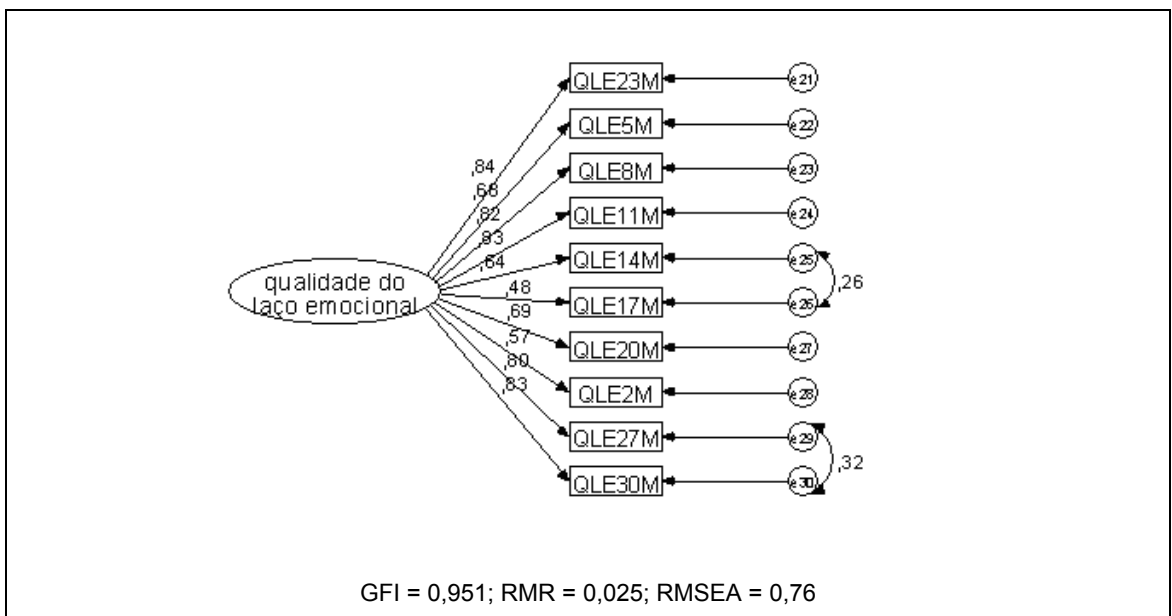 QLE23M
e21
QLE5M
e22
,84
QLE8M
e23
,68
,82
QLE11M
e24
,83
,64
QLE14M
e25
qualidade do
laço emocional
,48
QLE17M
e26
,26
,69
QLE20M
e27
,57
,80
QLE2M
e28
,83
QLE27M
e29
,32
QLE30M
e30
GFI = 0,951; RMR = 0,025; RMSEA = 0,76